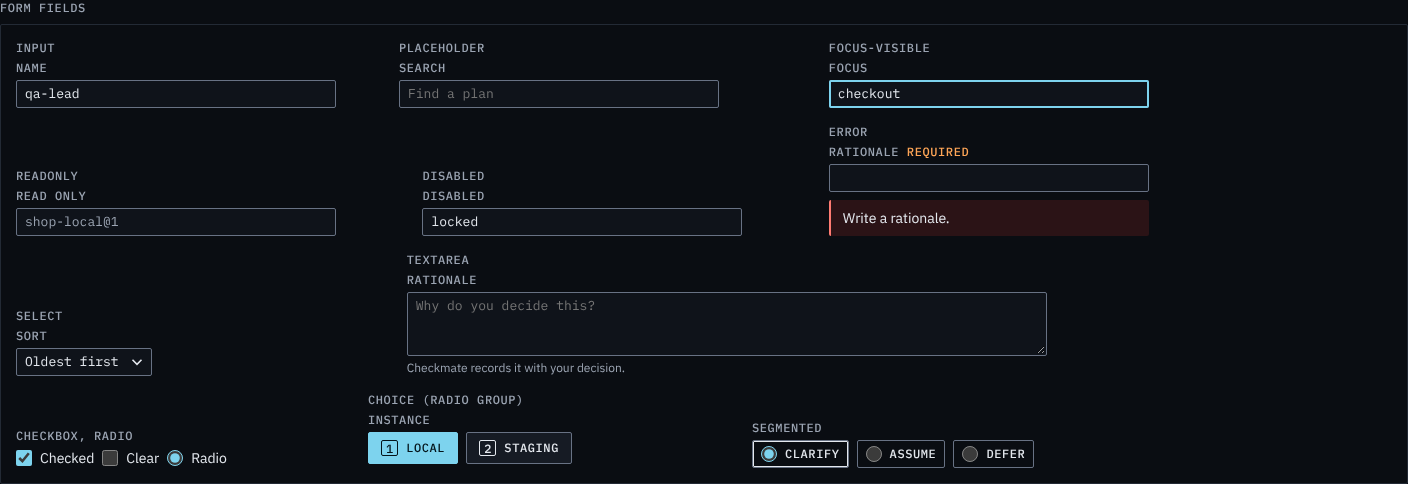 FORM FIELDS
INPUT
NAME
qa-lead
PLACEHOLDER
SEARCH
Find a plan
FOCUS-VISIBLE
FOCUS
checkout
READONLY
READ ONLY
shop-local@1
DISABLED
DISABLED
locked
ERROR
RATIONALE REQUIRED
Write a rationale.
SELECT
SORT
Oldest first
TEXTAREA
RATIONALE
Why do you decide this?
Checkmate records it with your decision.
CHECKBOX, RADIO
Checked Clear Radio
CHOICE (RADIO GROUP)
INSTANCE
1 LOCAL 2 STAGING
SEGMENTED
CLARIFY ASSUME DEFER